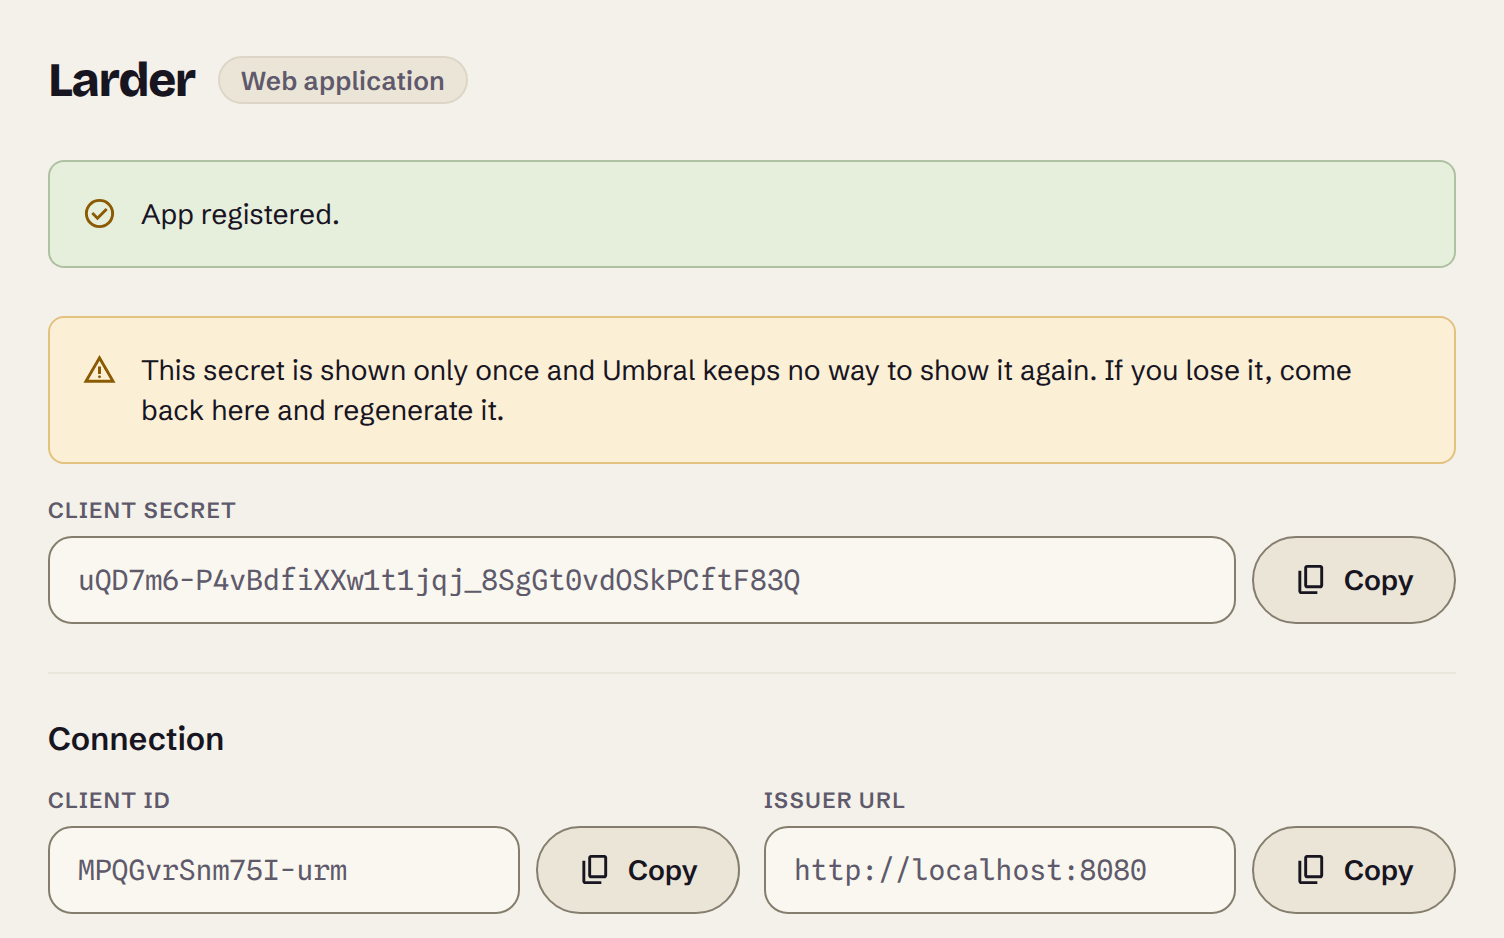 Larder
Web application
App registered.
This secret is shown only once and Umbral keeps no way to show it again. If you lose it, come
back here and regenerate it.
CLIENT SECRET
uQD7m6-P4vBdfiXXw1t1jqj_8SgGt0vdOSkPCftF83Q
Copy
Connection
CLIENT ID
MPQGvrSnm75I-urm
Copy
ISSUER URL
http://localhost:8080
Copy